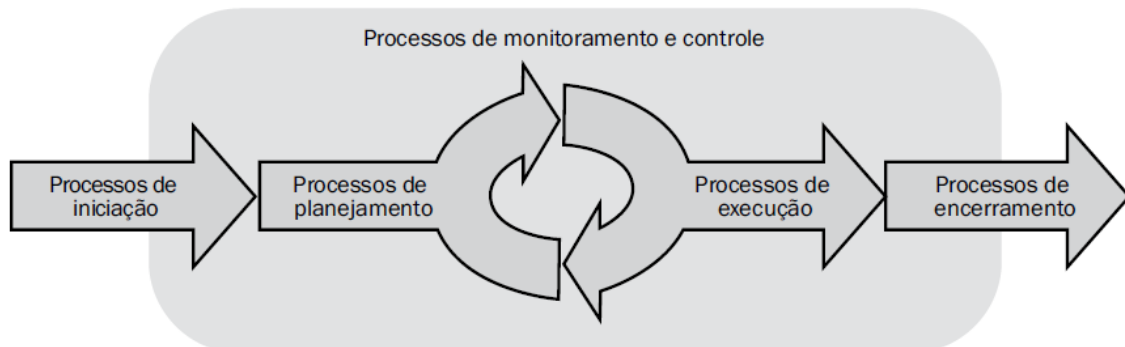 Processos de monitoramento e controle
Processos de
iniciação
Processos de
planejamento
Processos de
execução
Processos de
encerramento